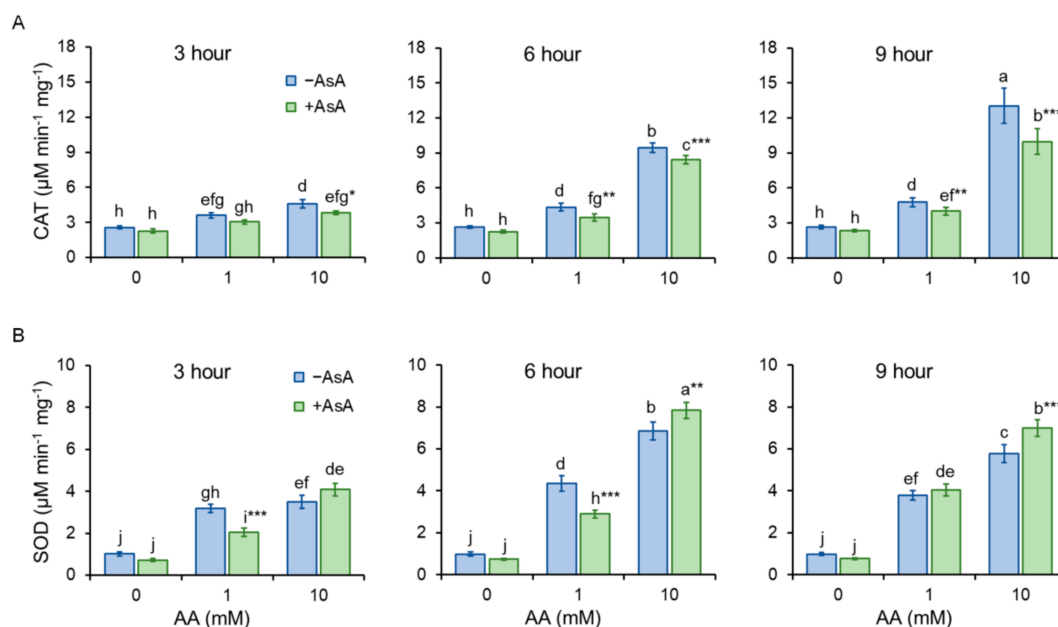 A
3 hour
6 hour
9 hour
−AsA
+AsA
CAT (µM min⁻¹ mg⁻¹)
18
15
12
9
6
3
0
h h efg gh d efg*
0 1 10
18
15
12
9
6
3
0
h h d fg** b c***
0 1 10
18
15
12
9
6
3
0
h h d ef** a b***
0 1 10
B
3 hour
6 hour
9 hour
−AsA
+AsA
SOD (µM min⁻¹ mg⁻¹)
10
8
6
4
2
0
j j gh i*** ef de
0 1 10
AA (mM)
10
8
6
4
2
0
j j d h*** b a**
0 1 10
AA (mM)
10
8
6
4
2
0
j j ef de c b***
0 1 10
AA (mM)